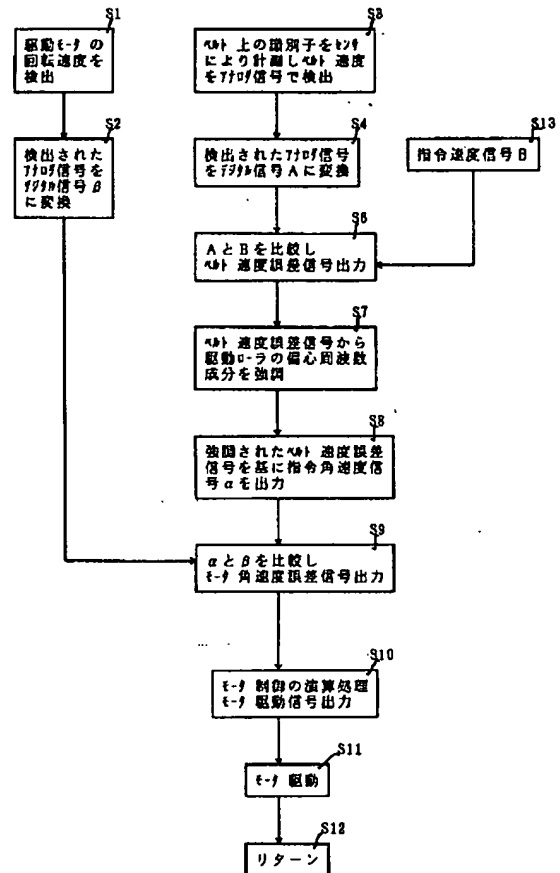 S1
駆動ﾓｰﾀ の
回転速度を
検出
S2
検出された
ｱﾅﾛｸﾞ信号を
ﾃﾞｼﾞﾀﾙ信号β
に変換
S3
ﾍﾞﾙﾄ 上の識別子をｾﾝｻ
により計測しﾍﾞﾙﾄ 速度
をｱﾅﾛｸﾞ信号で検出
S4
検出されたｱﾅﾛｸﾞ信号
をﾃﾞｼﾞﾀﾙ信号Aに変換
S13
指令速度信号B
S6
AとBを比較し
ﾍﾞﾙﾄ 速度誤差信号出力
S7
ﾍﾞﾙﾄ 速度誤差信号から
駆動ﾛｰﾗの偏心周波数
成分を強調
S8
強調されたﾍﾞﾙﾄ 速度誤差
信号を基に指令角速度信
号αを出力
S9
αとβを比較し
ﾓｰﾀ 角速度誤差信号出力
S10
ﾓｰﾀ 制御の演算処理
ﾓｰﾀ 駆動信号出力
S11
ﾓｰﾀ 駆動
S12
リターン